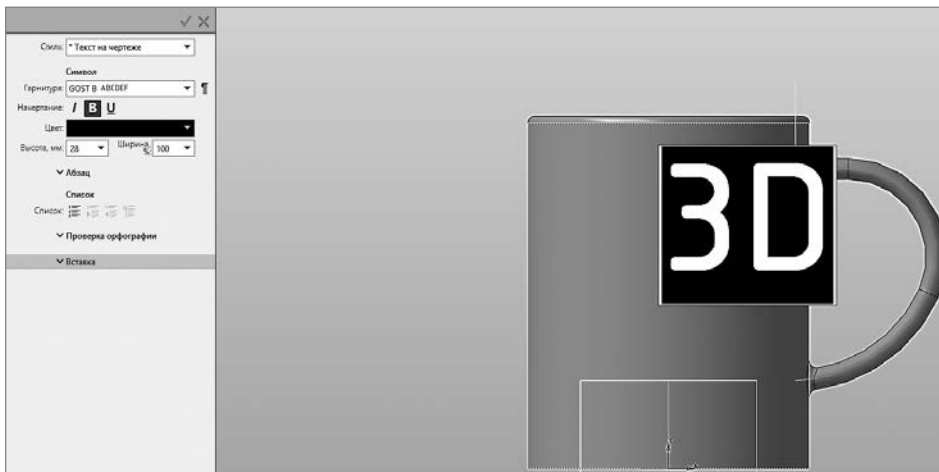 Стиль: * Текст на чертеже
Символ
Гарнитура: GOST B ABCDEF ¶
Начертание: I B U
Цвет:
Высота, мм: 28 Ширина, %: 100
Абзац
Список
Список:
Проверка орфографии
Вставка
3D